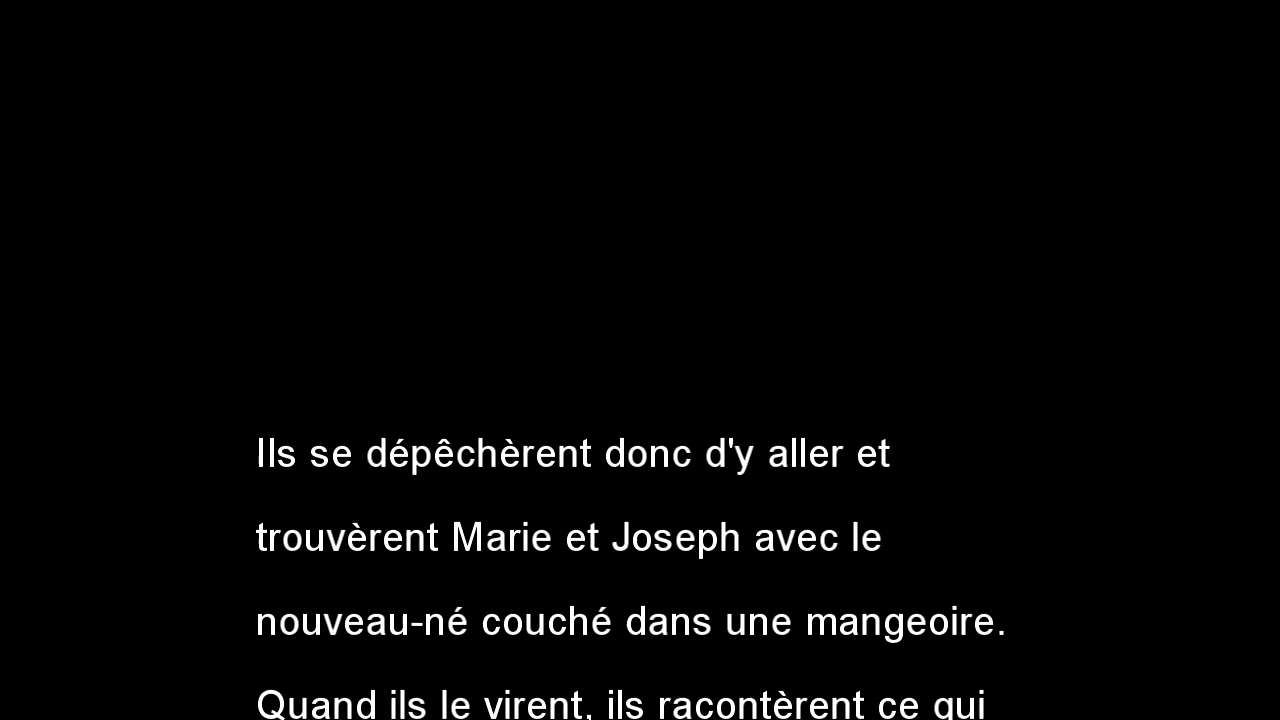 Ils se dépêchèrent donc d'y aller et
trouvèrent Marie et Joseph avec le
nouveau-né couché dans une mangeoire.
Quand ils le virent, ils racontèrent ce qui